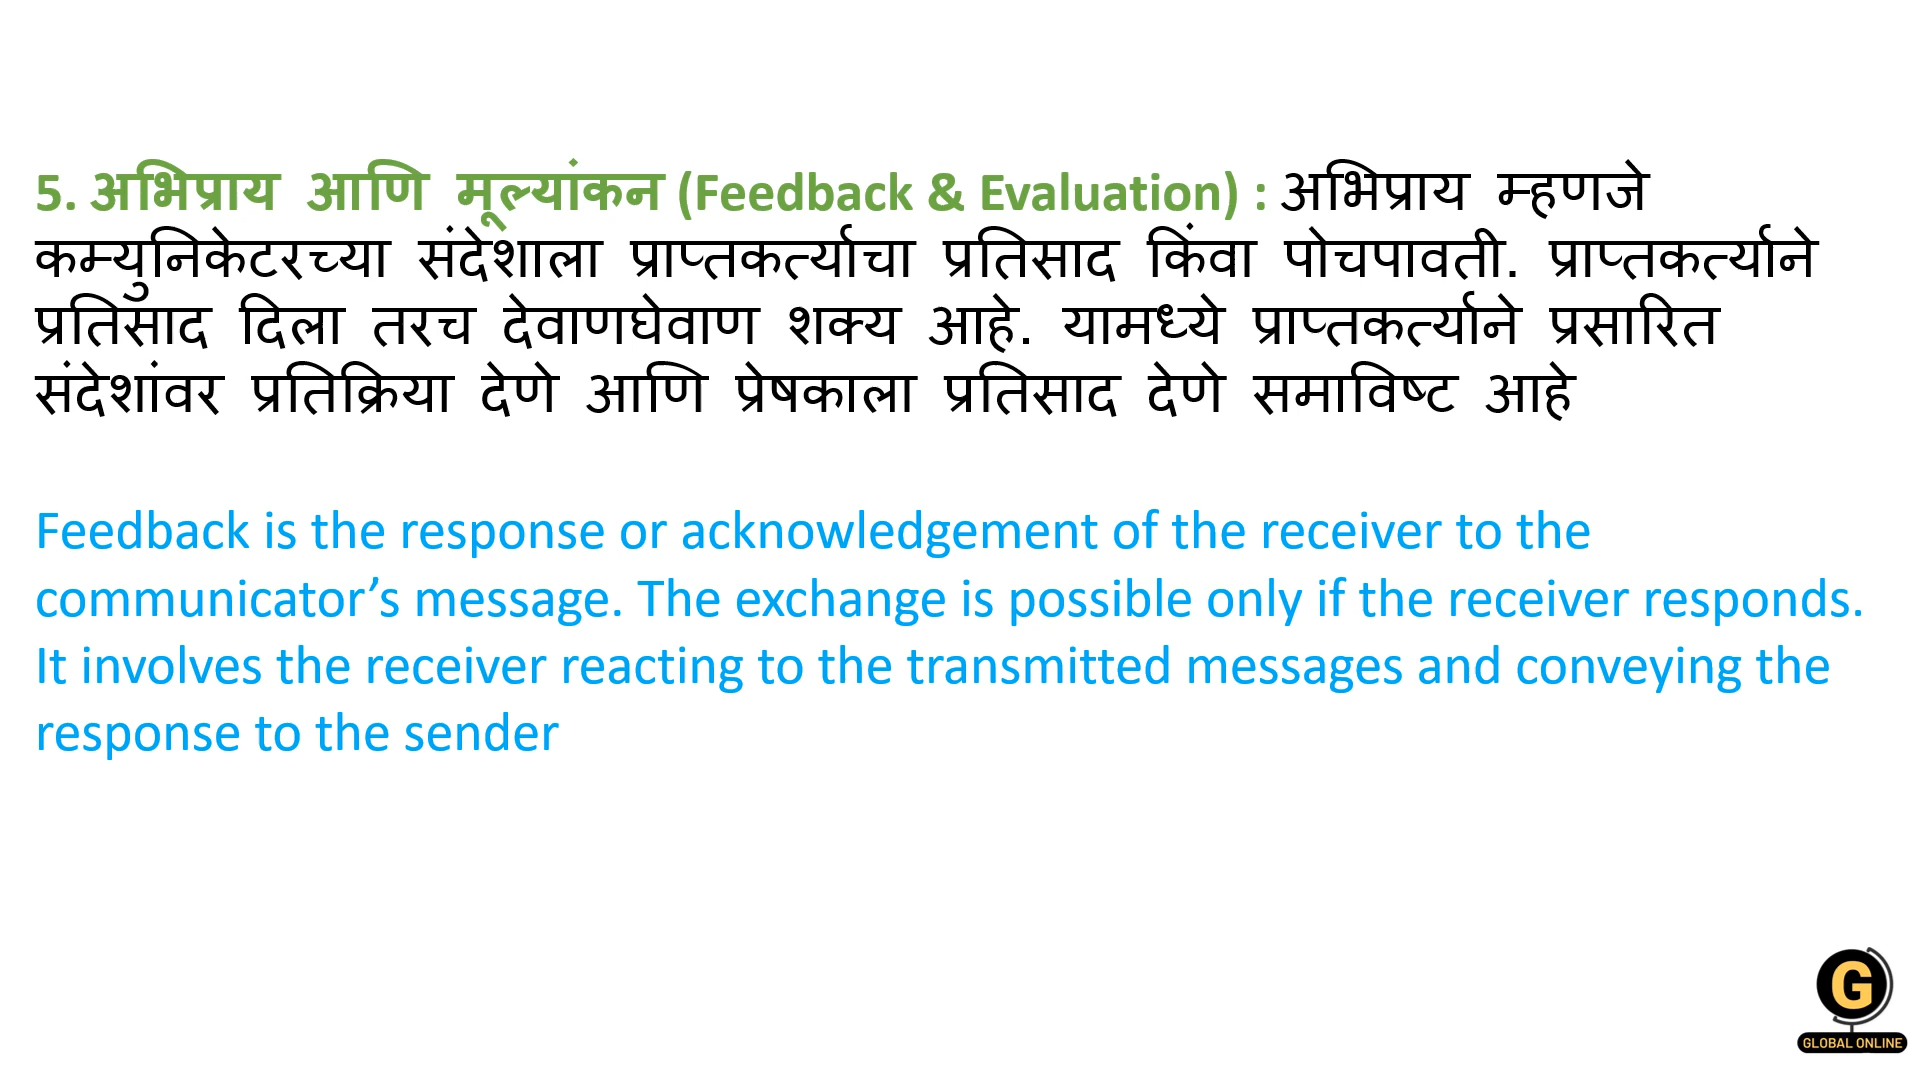 5. अभिप्राय आणि मूल्यांकन (Feedback & Evaluation) : अभिप्राय म्हणजे
कम्युनिकेटरच्या संदेशाला प्राप्तकर्त्याचा प्रतिसाद किंवा पोचपावती. प्राप्तकर्त्याने
प्रतिसाद दिला तरच देवाणघेवाण शक्य आहे. यामध्ये प्राप्तकर्त्याने प्रसारित
संदेशांवर प्रतिक्रिया देणे आणि प्रेषकाला प्रतिसाद देणे समाविष्ट आहे
Feedback is the response or acknowledgement of the receiver to the
communicator’s message. The exchange is possible only if the receiver responds.
It involves the receiver reacting to the transmitted messages and conveying the
response to the sender
G
GLOBAL ONLINE